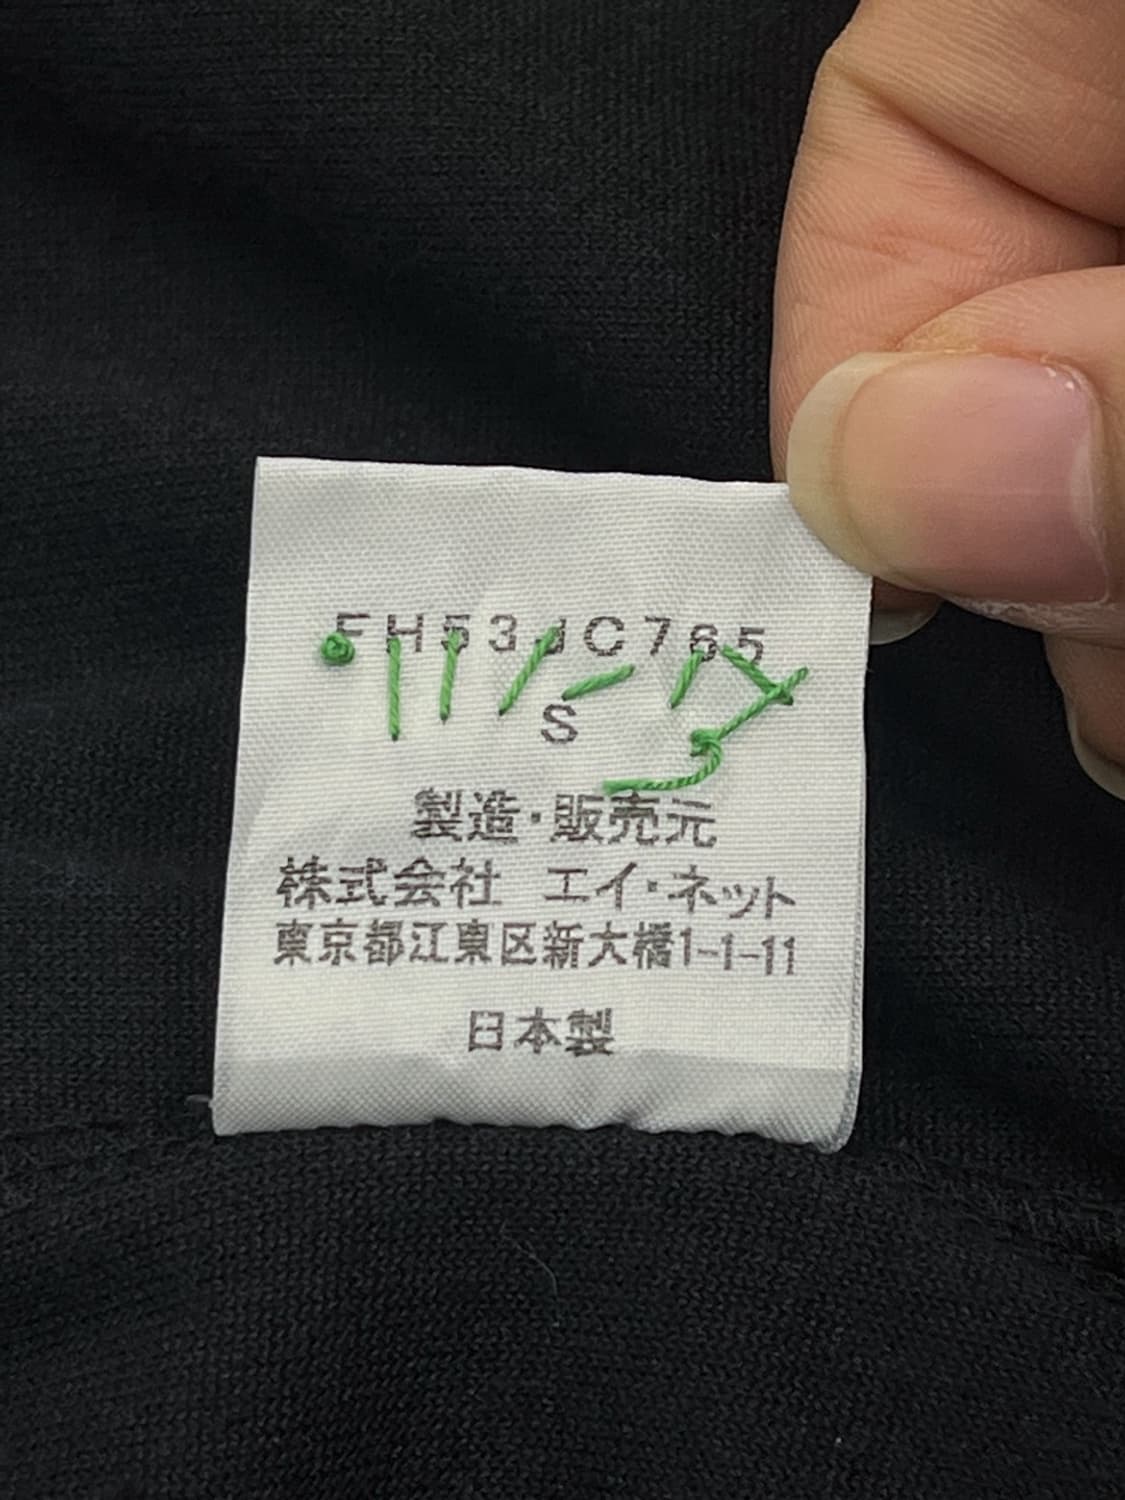 FH53JC765
S
製造・販売元
株式会社 エイ・ネット
東京都江東区新大橋1-1-11
日本製